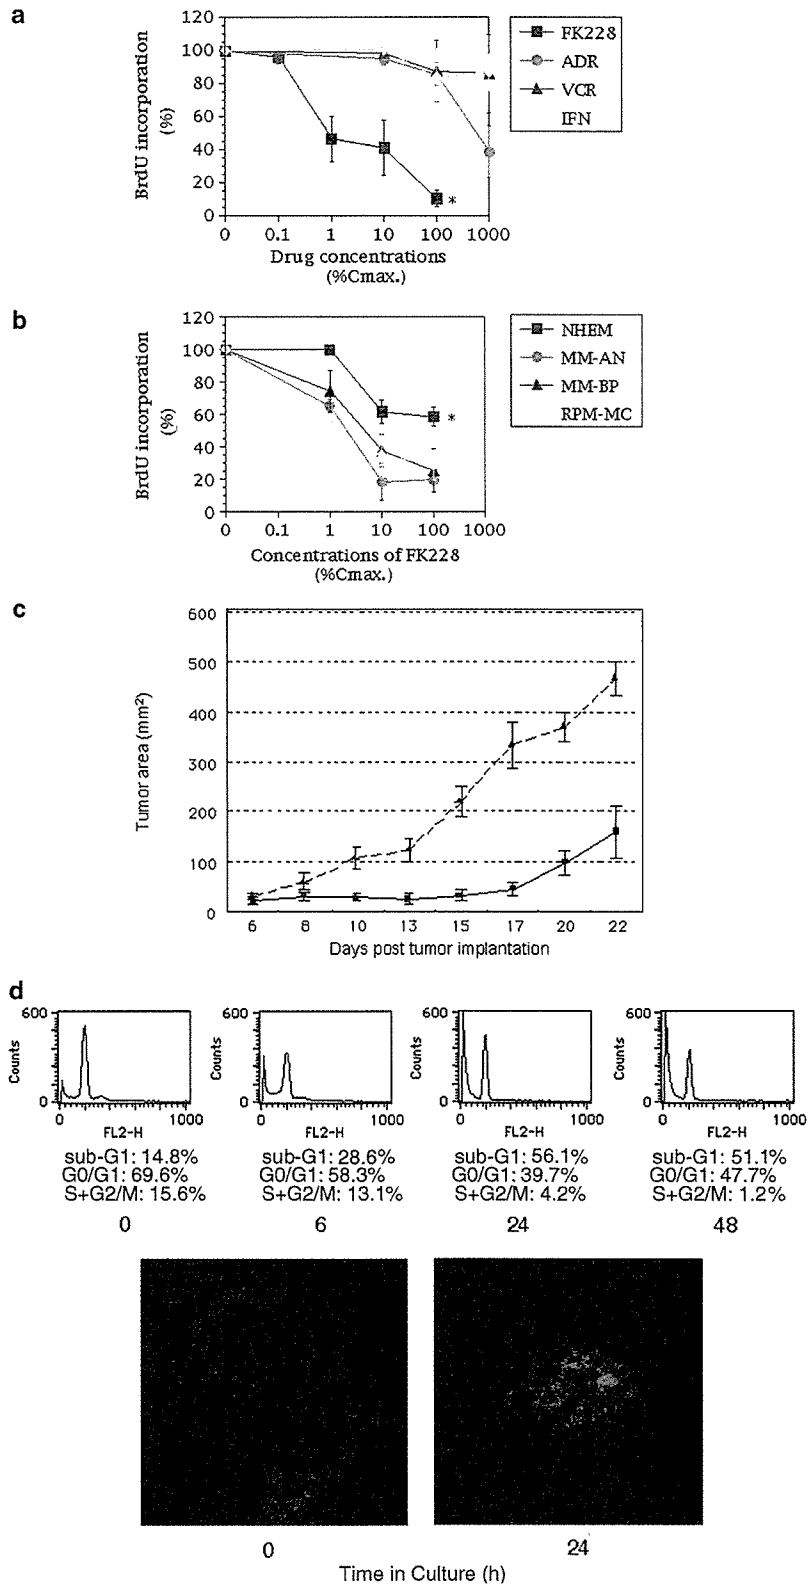 a
120
100
80
60
40
20
0
BrdU incorporation
(%)
0 0.1 1 10 100 1000
Drug concentrations
(%Cmax.)
*
FK228
ADR
VCR
IFN
b
120
100
80
60
40
20
0
BrdU incorporation
(%)
0 0.1 1 10 100 1000
Concentrations of FK228
(%Cmax.)
*
NHEM
MM-AN
MM-BP
RPM-MC
c
600
500
400
300
200
100
0
Tumor area (mm²)
6 8 10 13 15 17 20 22
Days post tumor implantation
d
600 600 600 600
Counts Counts Counts Counts
0 0 0 0
0 1000 0 1000 0 1000 0 1000
FL2-H FL2-H FL2-H FL2-H
sub-G1: 14.8% sub-G1: 28.6% sub-G1: 56.1% sub-G1: 51.1%
G0/G1: 69.6% G0/G1: 58.3% G0/G1: 39.7% G0/G1: 47.7%
S+G2/M: 15.6% S+G2/M: 13.1% S+G2/M: 4.2% S+G2/M: 1.2%
0 6 24 48
0 24
Time in Culture (h)